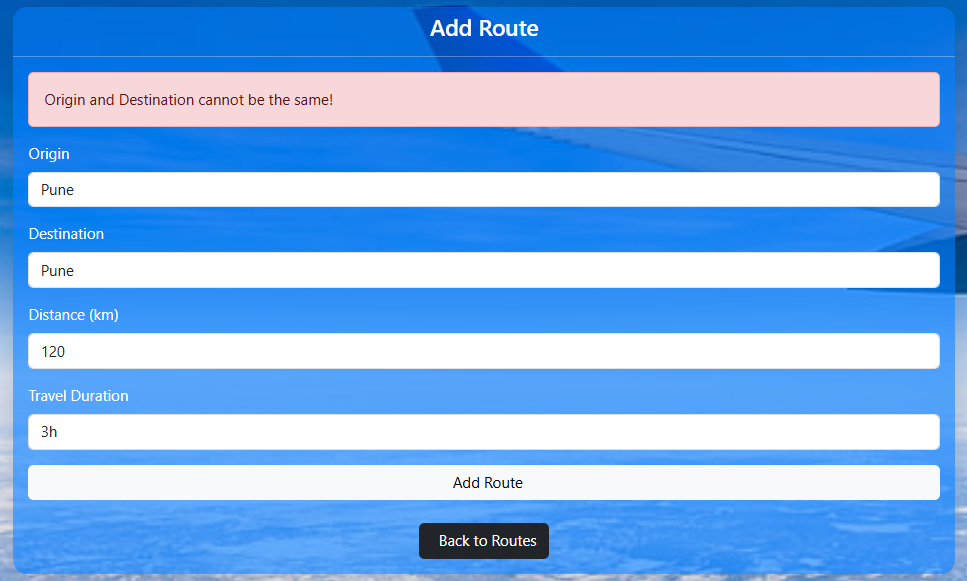 Add Route
Origin and Destination cannot be the same!
Origin
Pune
Destination
Pune
Distance (km)
120
Travel Duration
3h
Add Route
Back to Routes